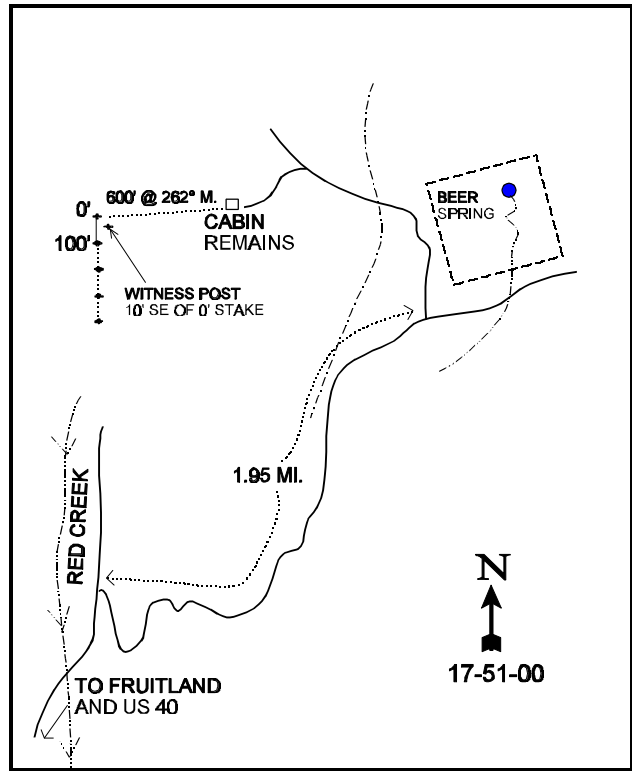 BEER
SPRING
600' @ 262° M.
0'
CABIN
REMAINS
100'
WITNESS POST
10' SE OF 0' STAKE
1.95 MI.
RED CREEK
N
17-51-00
TO FRUITLAND
AND US 40